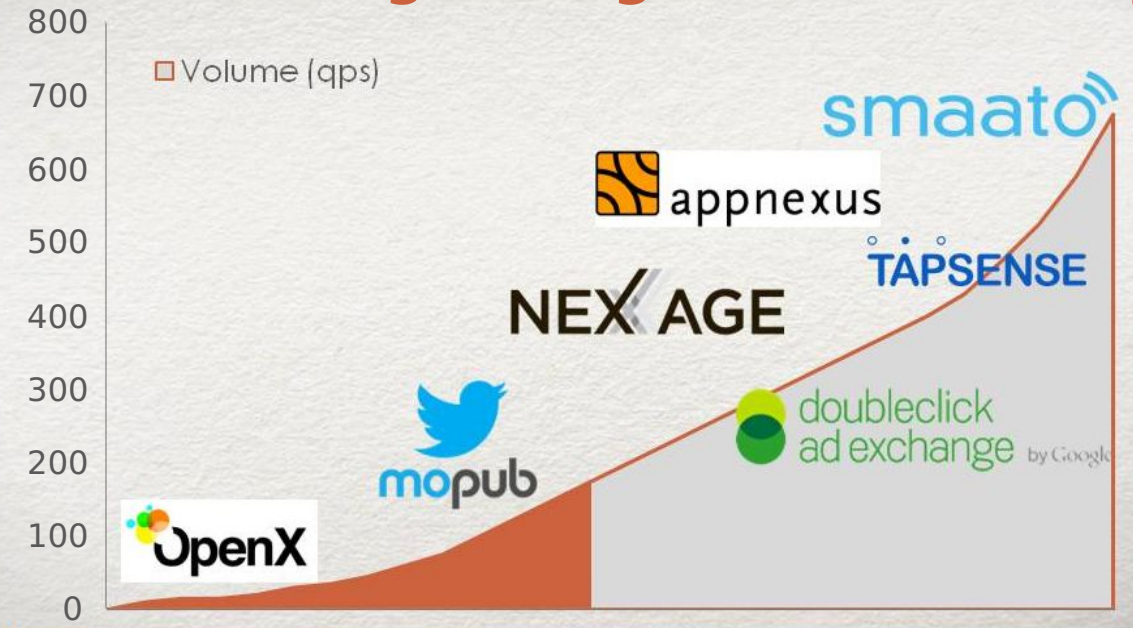 800
Volume (qps)
700
smaato
600
appnexus
500
TAPSENSE
400
NEXAGE
300
doubleclick
ad exchange by Google
200
mopub
100
OpenX
0